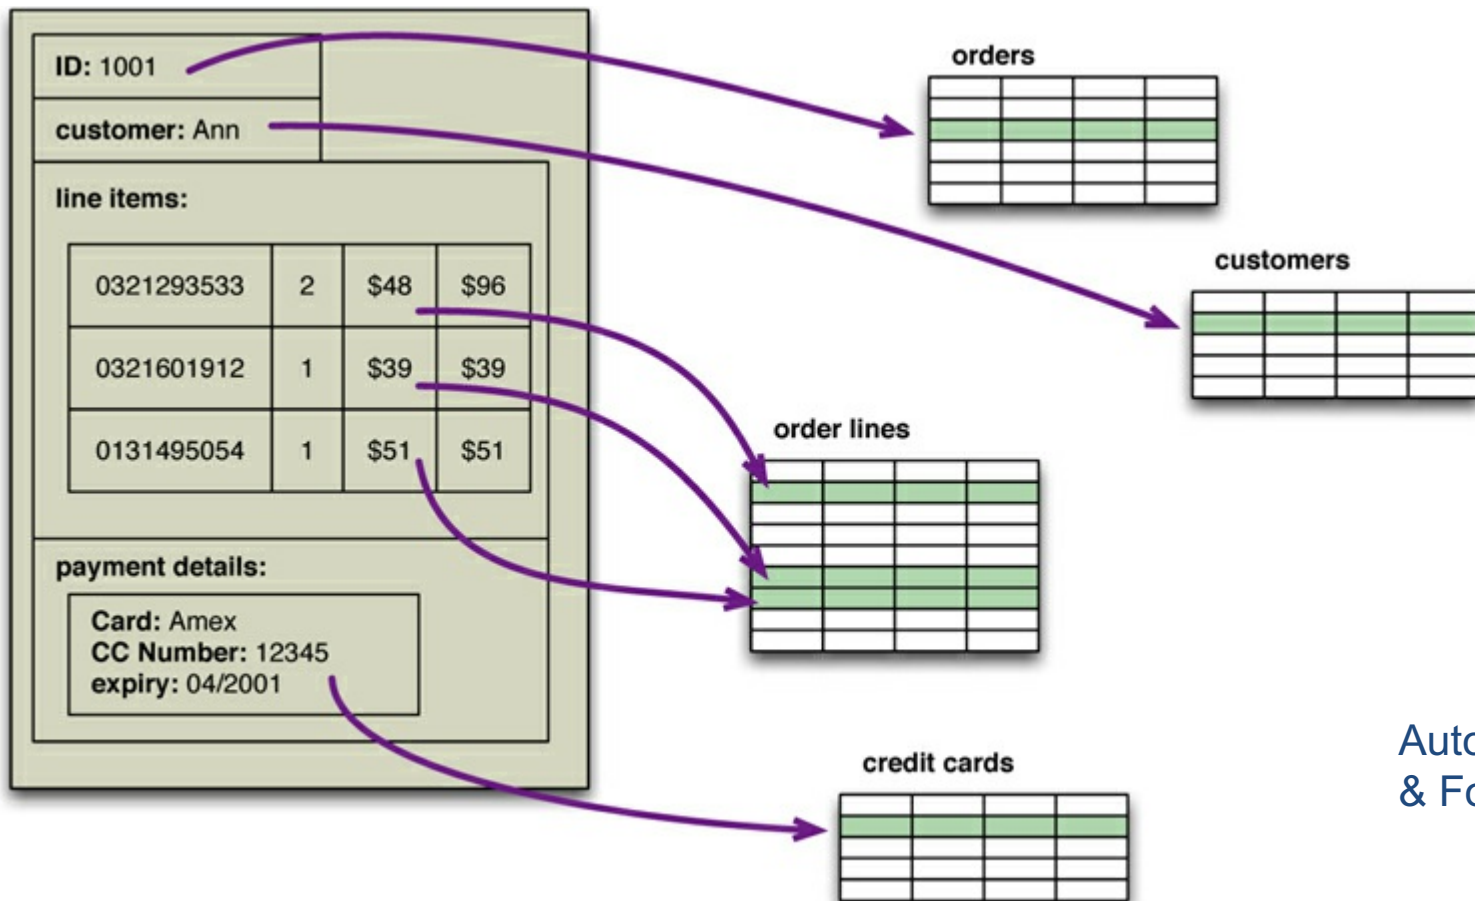 ID: 1001
customer: Ann
line items:
0321293533 2 $48 $96
0321601912 1 $39 $39
0131495054 1 $51 $51
payment details:
Card: Amex
CC Number: 12345
expiry: 04/2001
orders
customers
order lines
credit cards
&